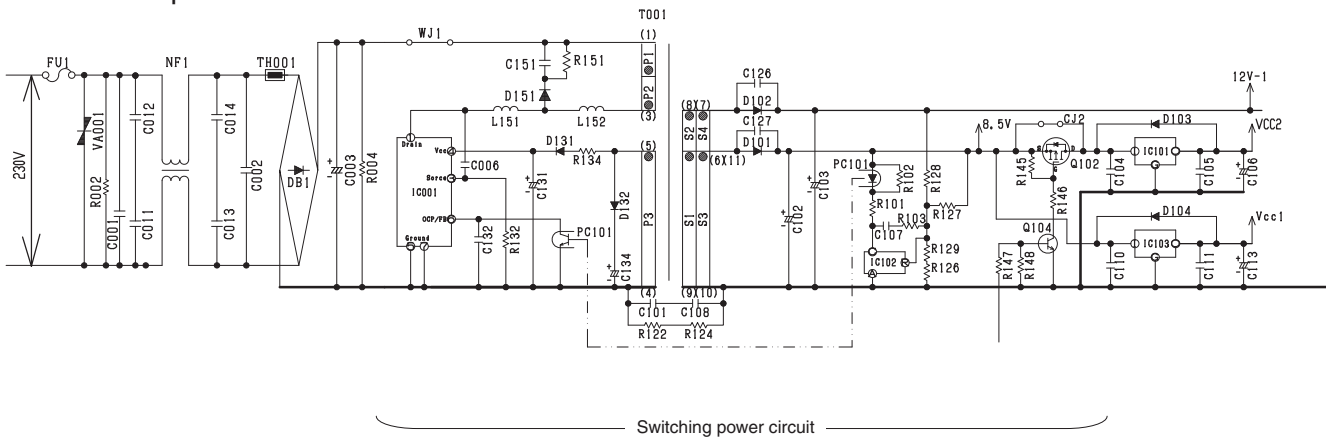 T001
WJ1
(1)
FU1
NF1
TH001
C151
R151
P1
C126
12V-1
P2
D151
D102
(3)
(8)(7)
L151
L152
C127
S2
S4
8.5V
CJ2
D103
VCC2
C012
C014
VA001
230V
R002
C001
C011
C013
C002
DB1
C003
R004
Drain
Vcc
Sorce
IC001
OCP/FB
Ground
C006
D131
R134
(5)
D101
(6)(11)
C131
D132
C132
R132
PC101
C134
P3
S1
S3
C102
C103
PC101
R102
R128
R101
C107
R103
R127
IC102
R129
R126
R145
S
D
G
Q102
R146
C104
IC101
C105
C106
D104
Vcc1
Q104
R147
R148
C110
IC103
C111
C113
(4)
(9)(10)
C101
C108
R122
R124
Switching power circuit